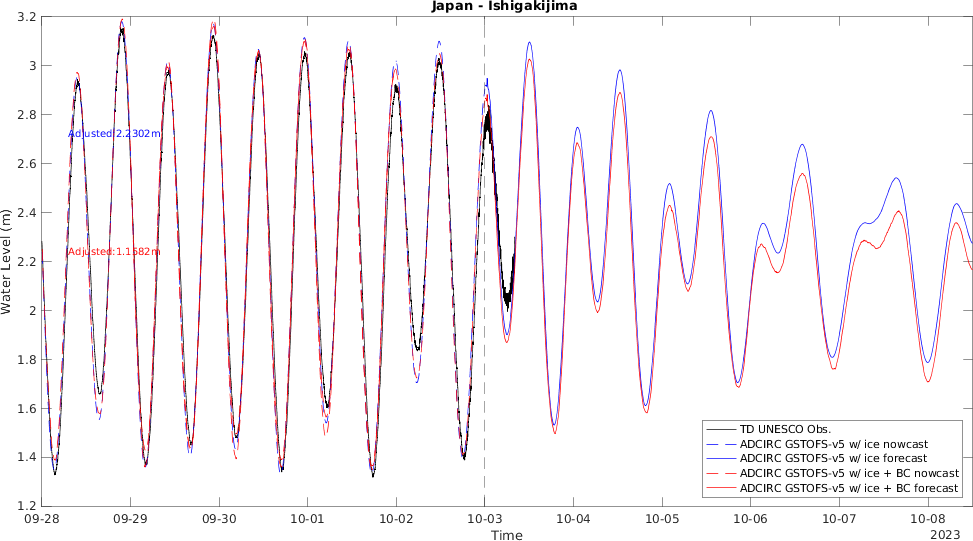 Japan - Ishigakijima
3.2
3
2.8
2.6
2.4
2.2
2
1.8
1.6
1.4
1.2
Water Level (m)
Adjusted:2.2302m
Adjusted:1.1582m
TD UNESCO Obs.
ADCIRC GSTOFS-v5 w/ ice nowcast
ADCIRC GSTOFS-v5 w/ ice forecast
ADCIRC GSTOFS-v5 w/ ice + BC nowcast
ADCIRC GSTOFS-v5 w/ ice + BC forecast
09-28 09-29 09-30 10-01 10-02 10-03 10-04 10-05 10-06 10-07 10-08
Time
2023